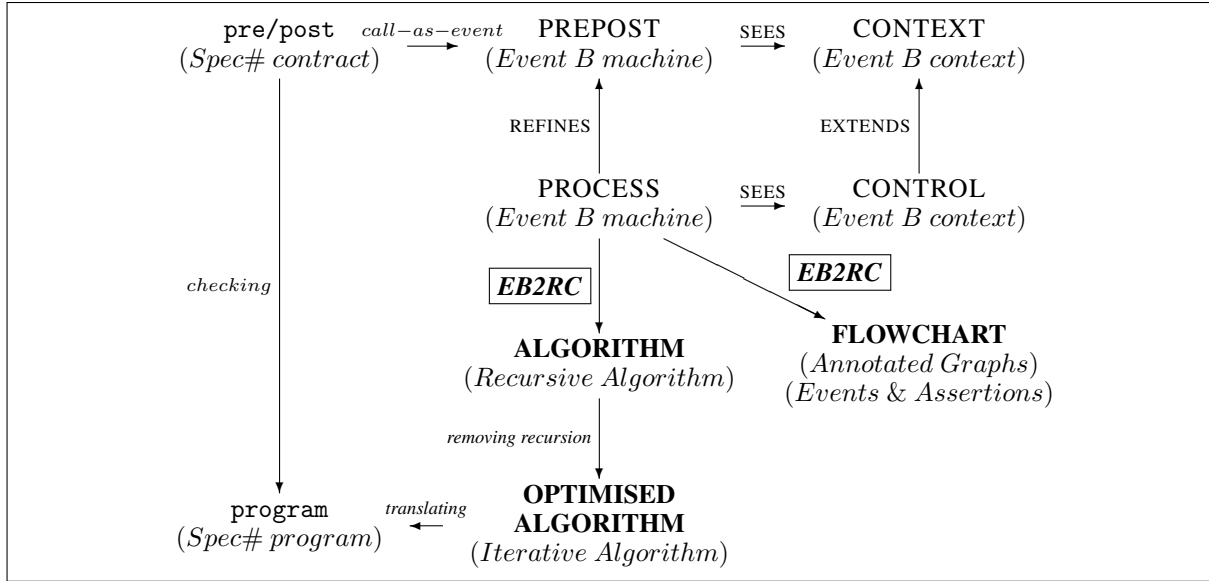 pre/post call−as−event PREPOST SEES CONTEXT
(Spec# contract) (Event B machine) (Event B context)
REFINES EXTENDS
PROCESS SEES CONTROL
(Event B machine) (Event B context)
checking EB2RC EB2RC
ALGORITHM FLOWCHART
(Recursive Algorithm) (Annotated Graphs)
(Events & Assertions)
removing recursion
program translating OPTIMISED
(Spec# program) ALGORITHM
(Iterative Algorithm)